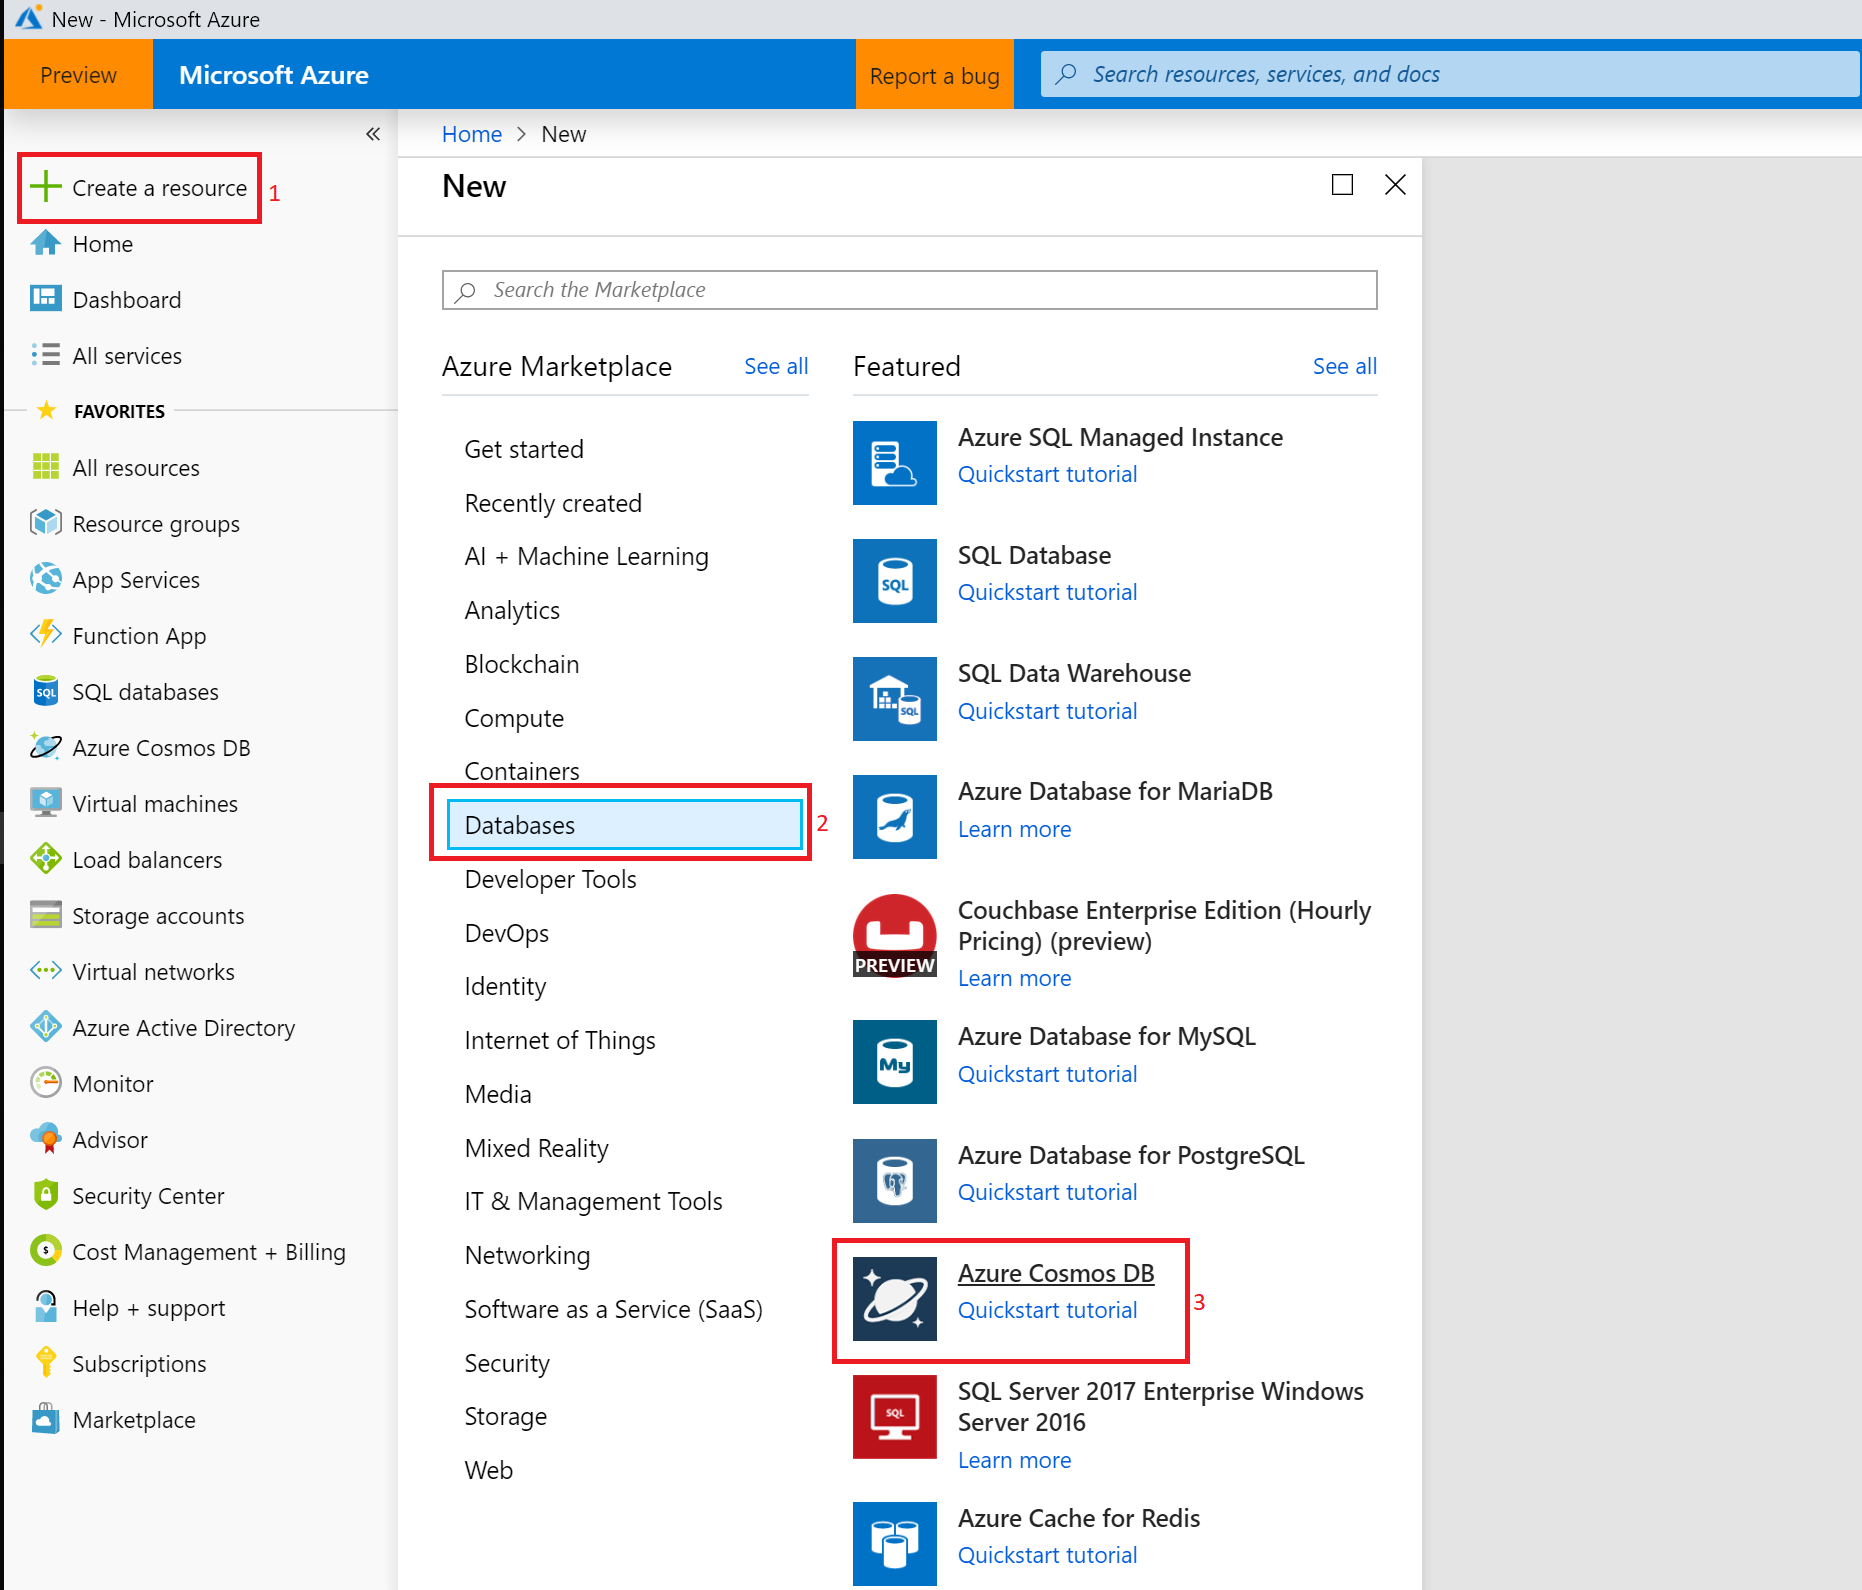 New - Microsoft Azure
Preview
Microsoft Azure
Report a bug
Search resources, services, and docs
«
Create a resource
1
Home
Dashboard
All services
FAVORITES
All resources
Resource groups
App Services
Function App
SQL
SQL databases
Azure Cosmos DB
Virtual machines
Load balancers
Storage accounts
Virtual networks
Azure Active Directory
Monitor
Advisor
Security Center
$
Cost Management + Billing
Help + support
Subscriptions
Marketplace
Home > New
New
Search the Marketplace
Azure Marketplace
See all
Get started
Recently created
AI + Machine Learning
Analytics
Blockchain
Compute
Containers
Databases
2
Developer Tools
DevOps
Identity
Internet of Things
Media
Mixed Reality
IT & Management Tools
Networking
Software as a Service (SaaS)
Security
Storage
Web
Featured
See all
Azure SQL Managed Instance
Quickstart tutorial
SQL
SQL Database
Quickstart tutorial
SQL
SQL Data Warehouse
Quickstart tutorial
Azure Database for MariaDB
Learn more
PREVIEW
Couchbase Enterprise Edition (Hourly
Pricing) (preview)
Learn more
My
Azure Database for MySQL
Quickstart tutorial
Azure Database for PostgreSQL
Quickstart tutorial
Azure Cosmos DB
Quickstart tutorial
3
SQL
SQL Server 2017 Enterprise Windows
Server 2016
Learn more
Azure Cache for Redis
Quickstart tutorial